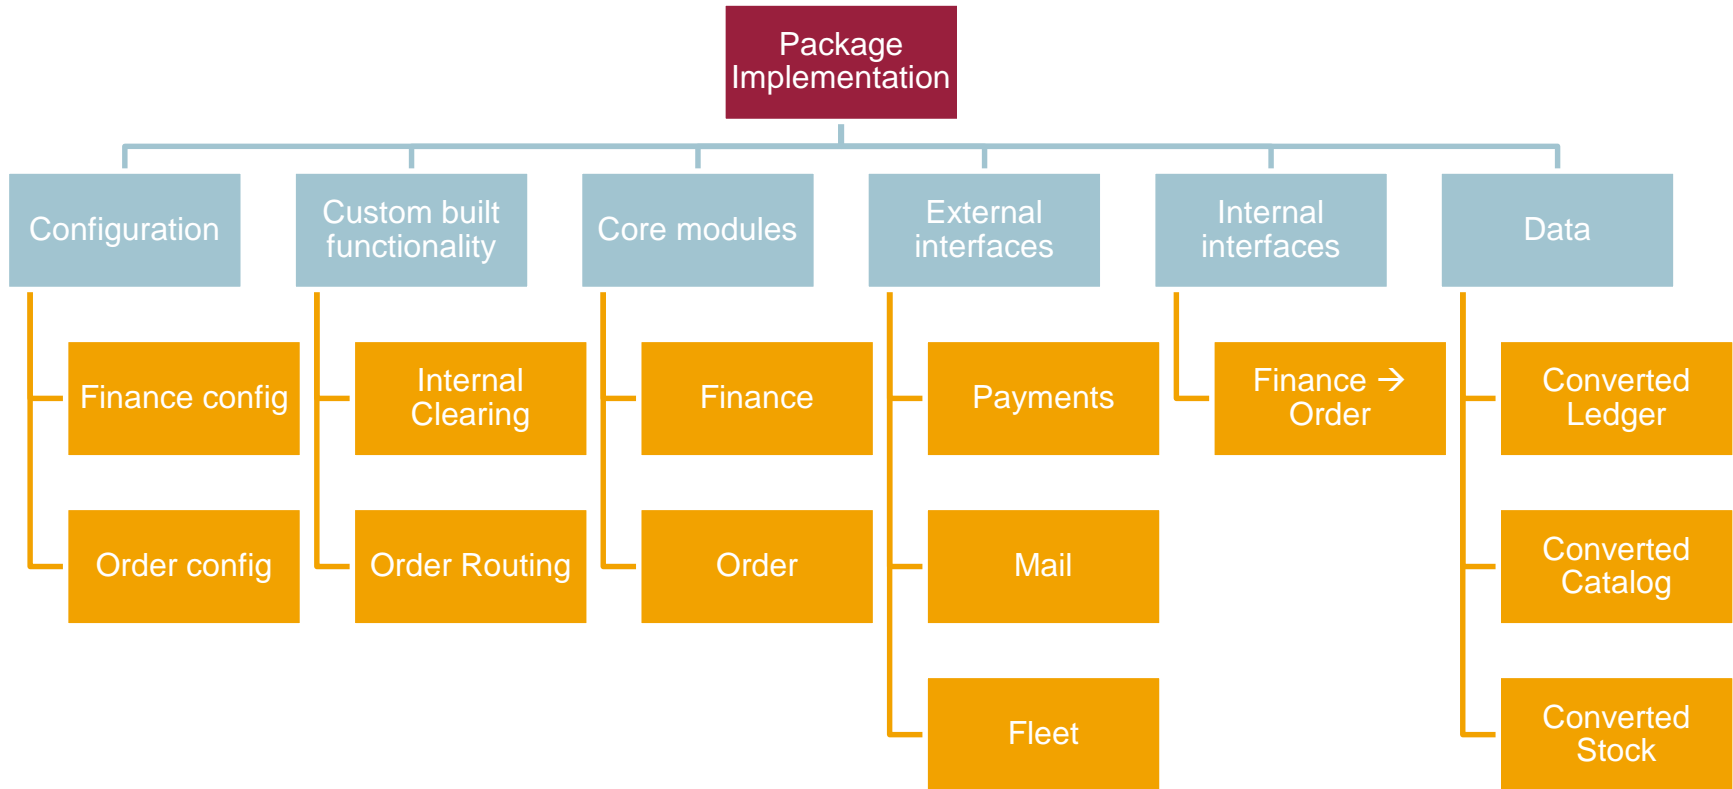 Package
Implementation
Configuration
Custom built
functionality
Core modules
External
interfaces
Internal
interfaces
Data
Finance config
Internal
Clearing
Finance
Payments
Finance →
Order
Converted
Ledger
Order config
Order Routing
Order
Mail
Converted
Catalog
Fleet
Converted
Stock